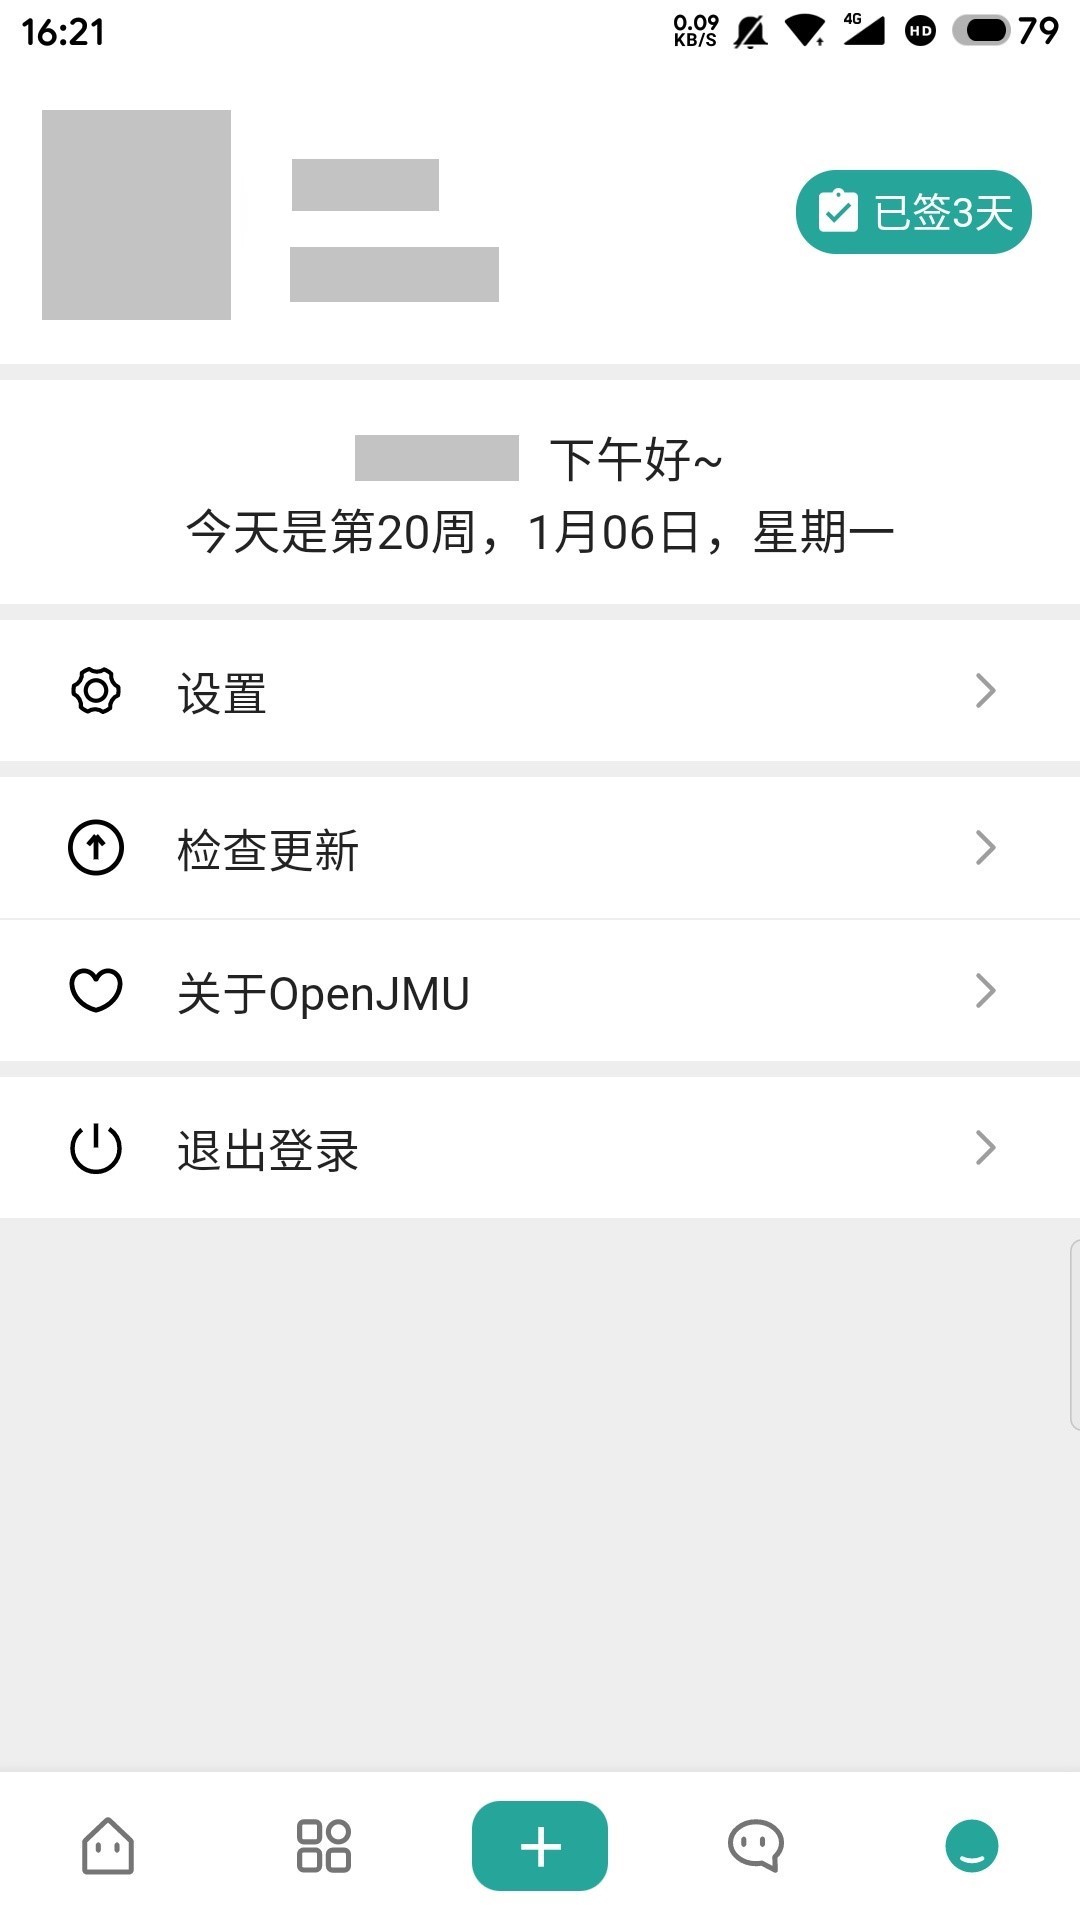 16:21
0.09
KB/S
4G
HD
79
已签3天
下午好~
今天是第20周，1月06日，星期一
设置
检查更新
关于OpenJMU
退出登录